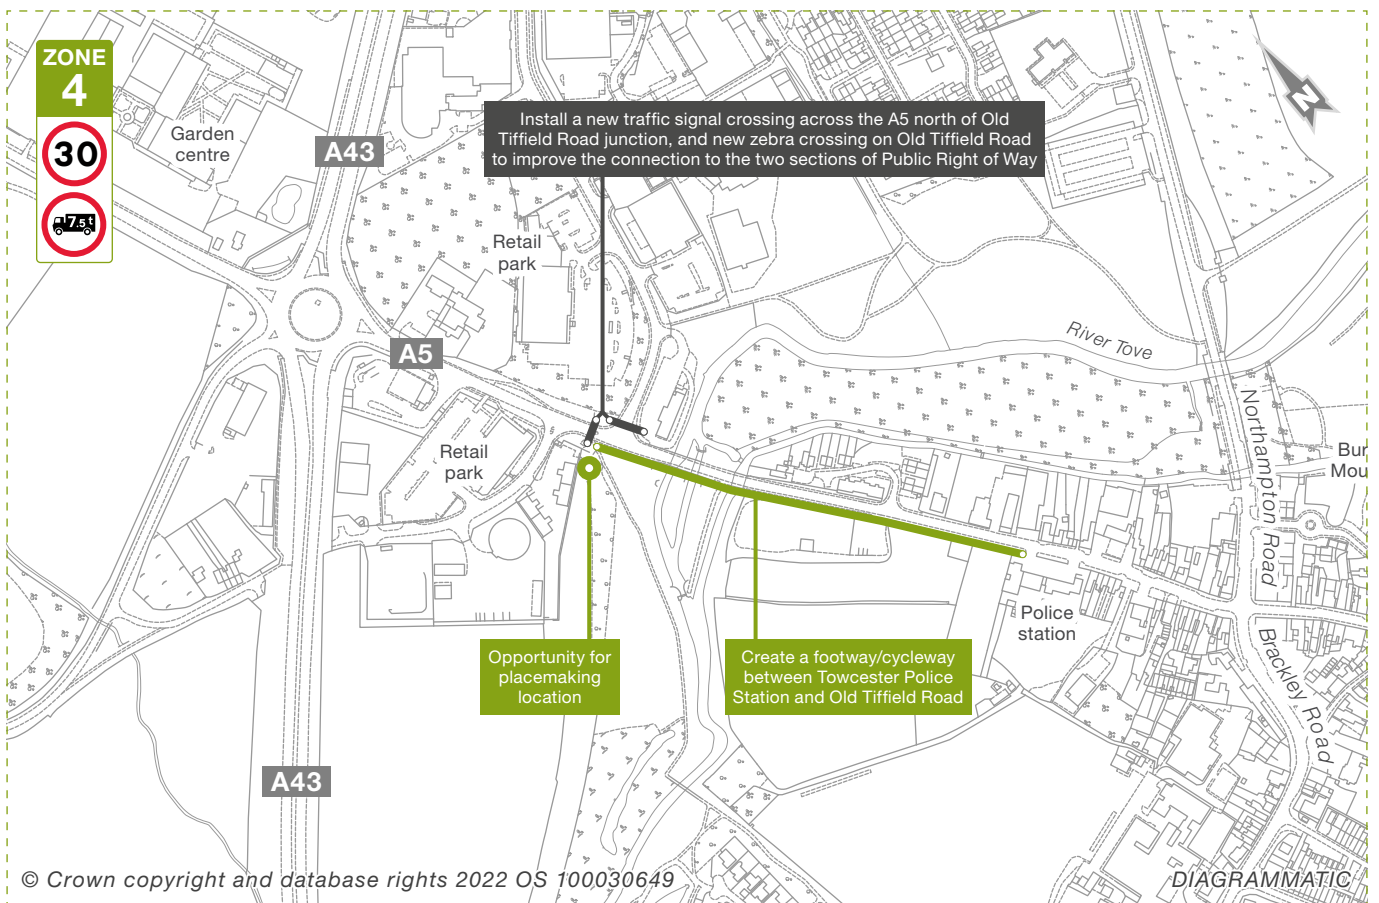 ZONE
4
30
7.5t
Garden
centre
A43
Install a new traffic signal crossing across the A5 north of Old
Tiffield Road junction, and new zebra crossing on Old Tiffield Road
to improve the connection to the two sections of Public Right of Way
N
Retail
park
A5
River Tove
Retail
park
Northampton Road
Bur
Mou
Police
station
Brackley Road
Opportunity for
placemaking
location
Create a footway/cycleway
between Towcester Police
Station and Old Tiffield Road
A43
© Crown copyright and database rights 2022 OS 100030649
DIAGRAMMATIC